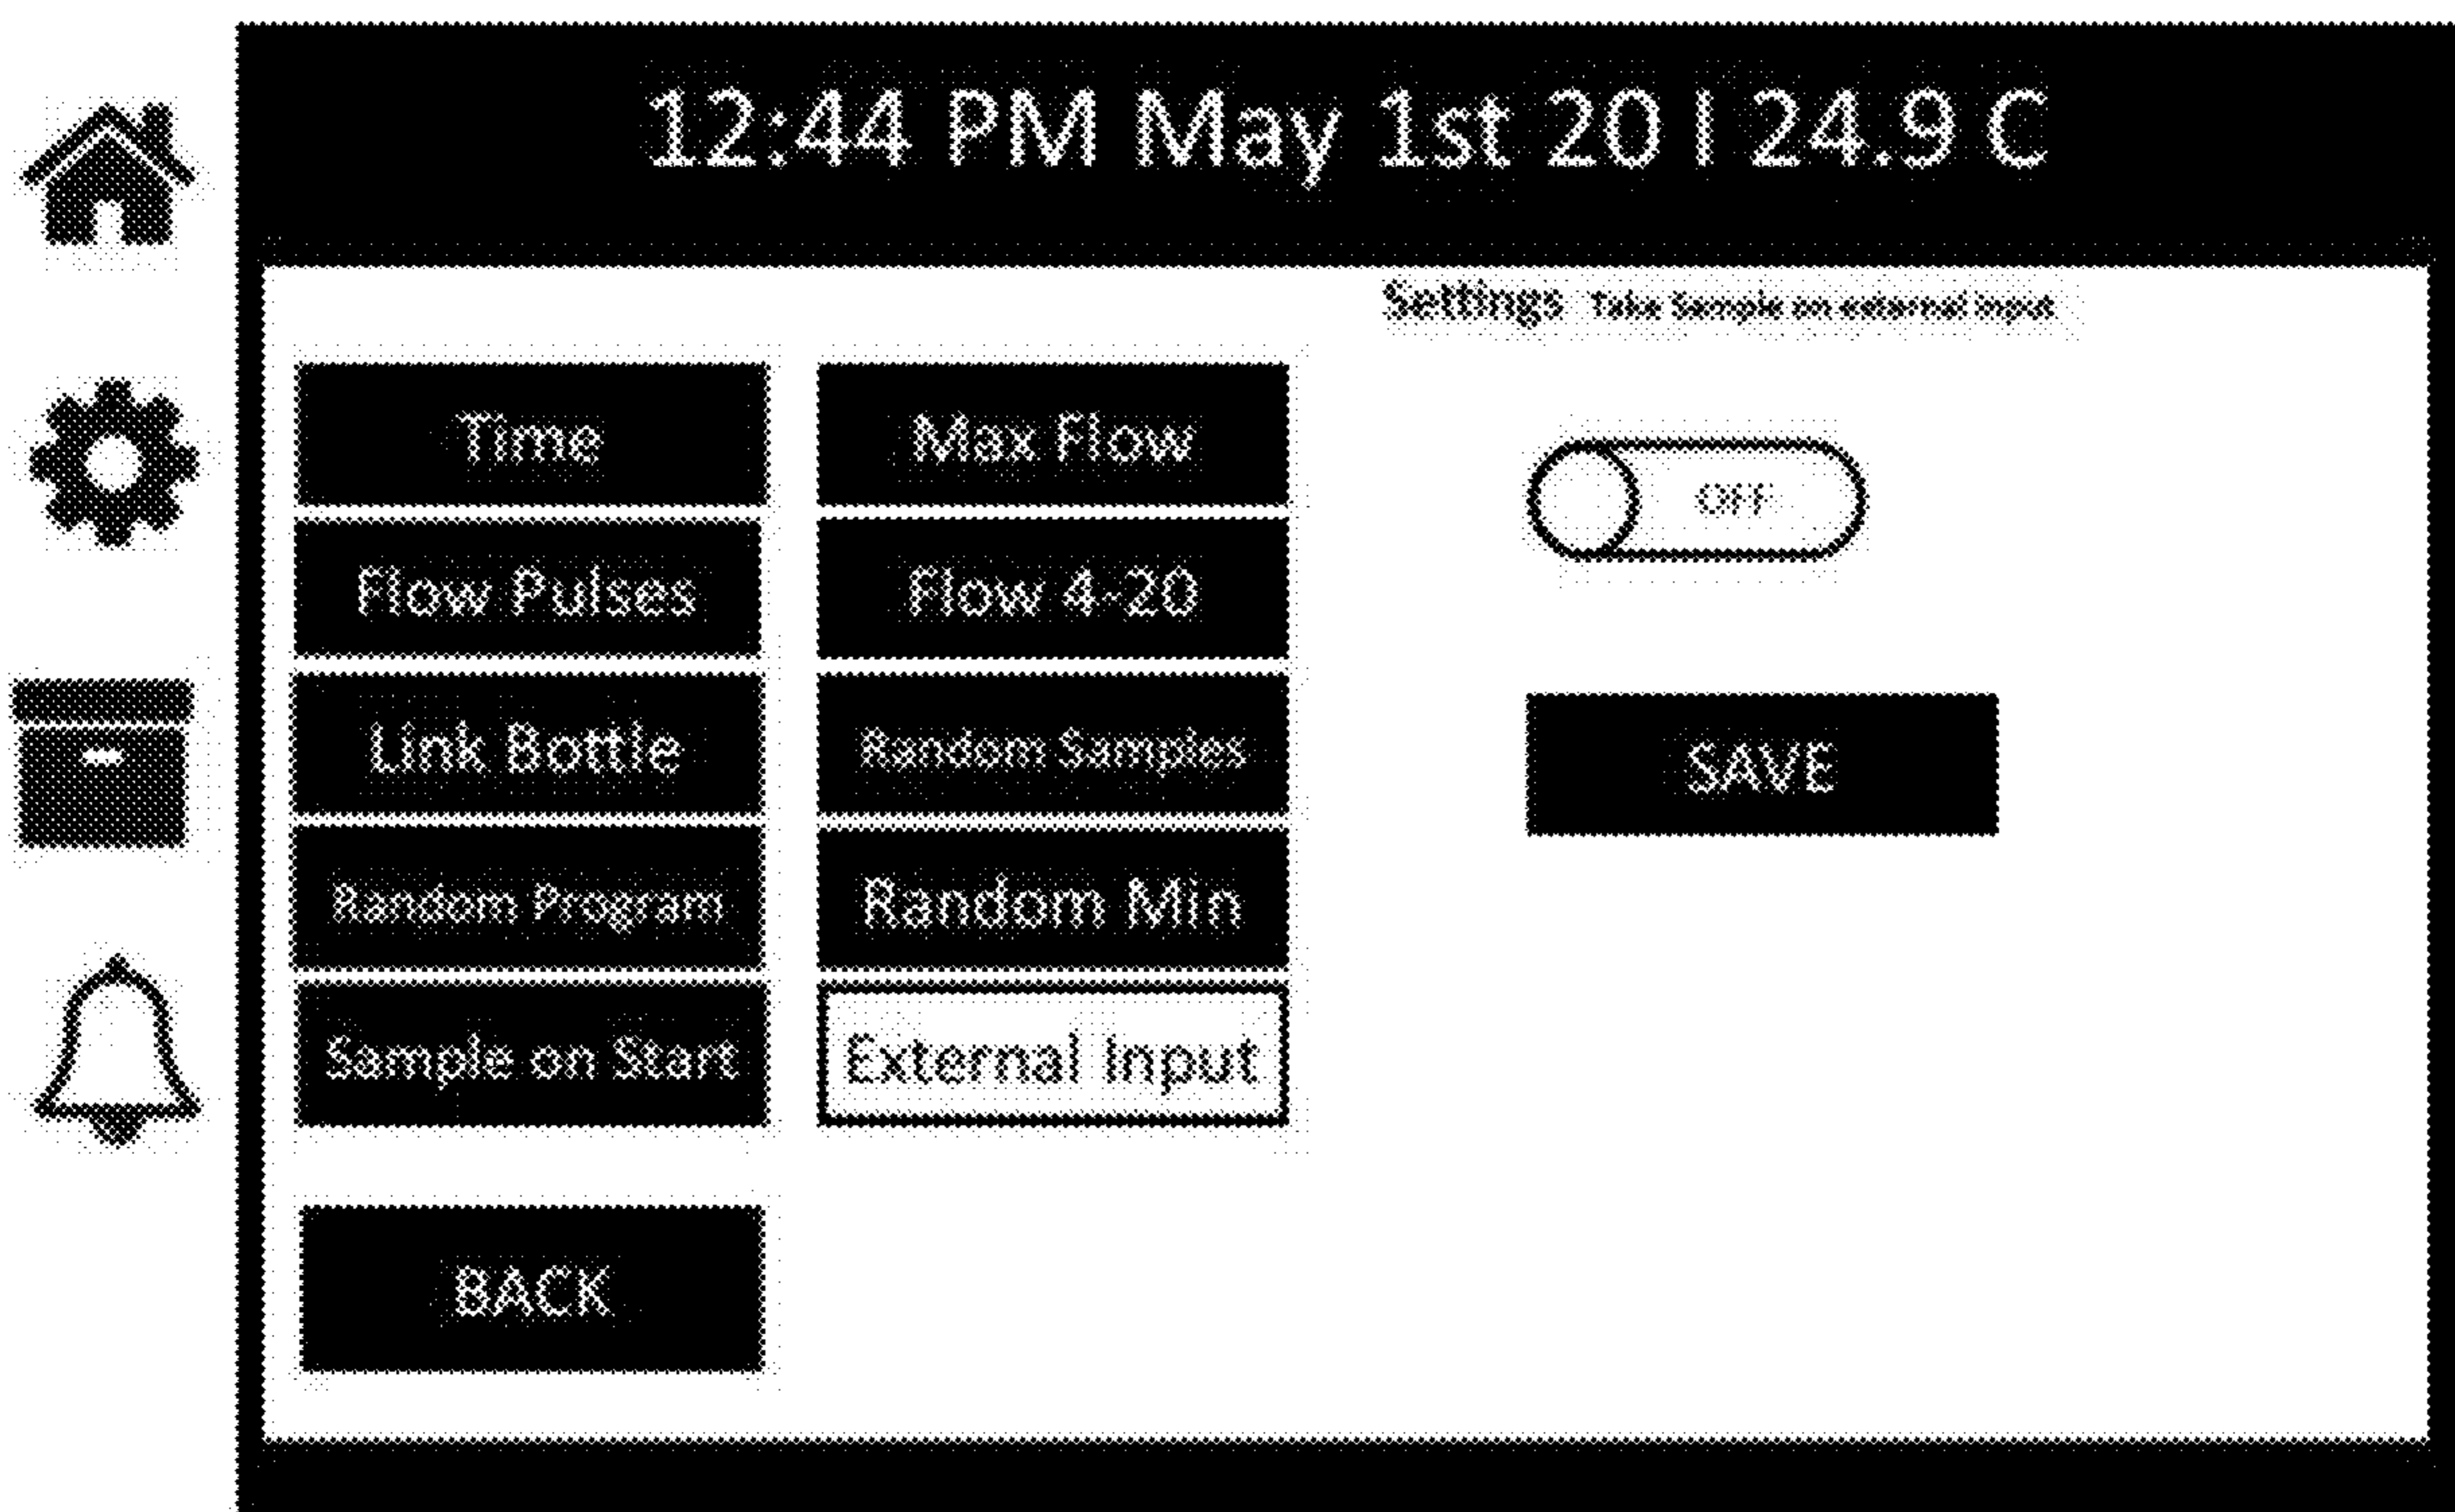 12:44 PM May 1st 20 | 24.9 C
Settings Take Sample on external input
Time
Max Flow
OFF
Flow Pulses
Flow 4-20
Link Bottle
Random Samples
SAVE
Random Program
Random Min
Sample on Start
External Input
BACK